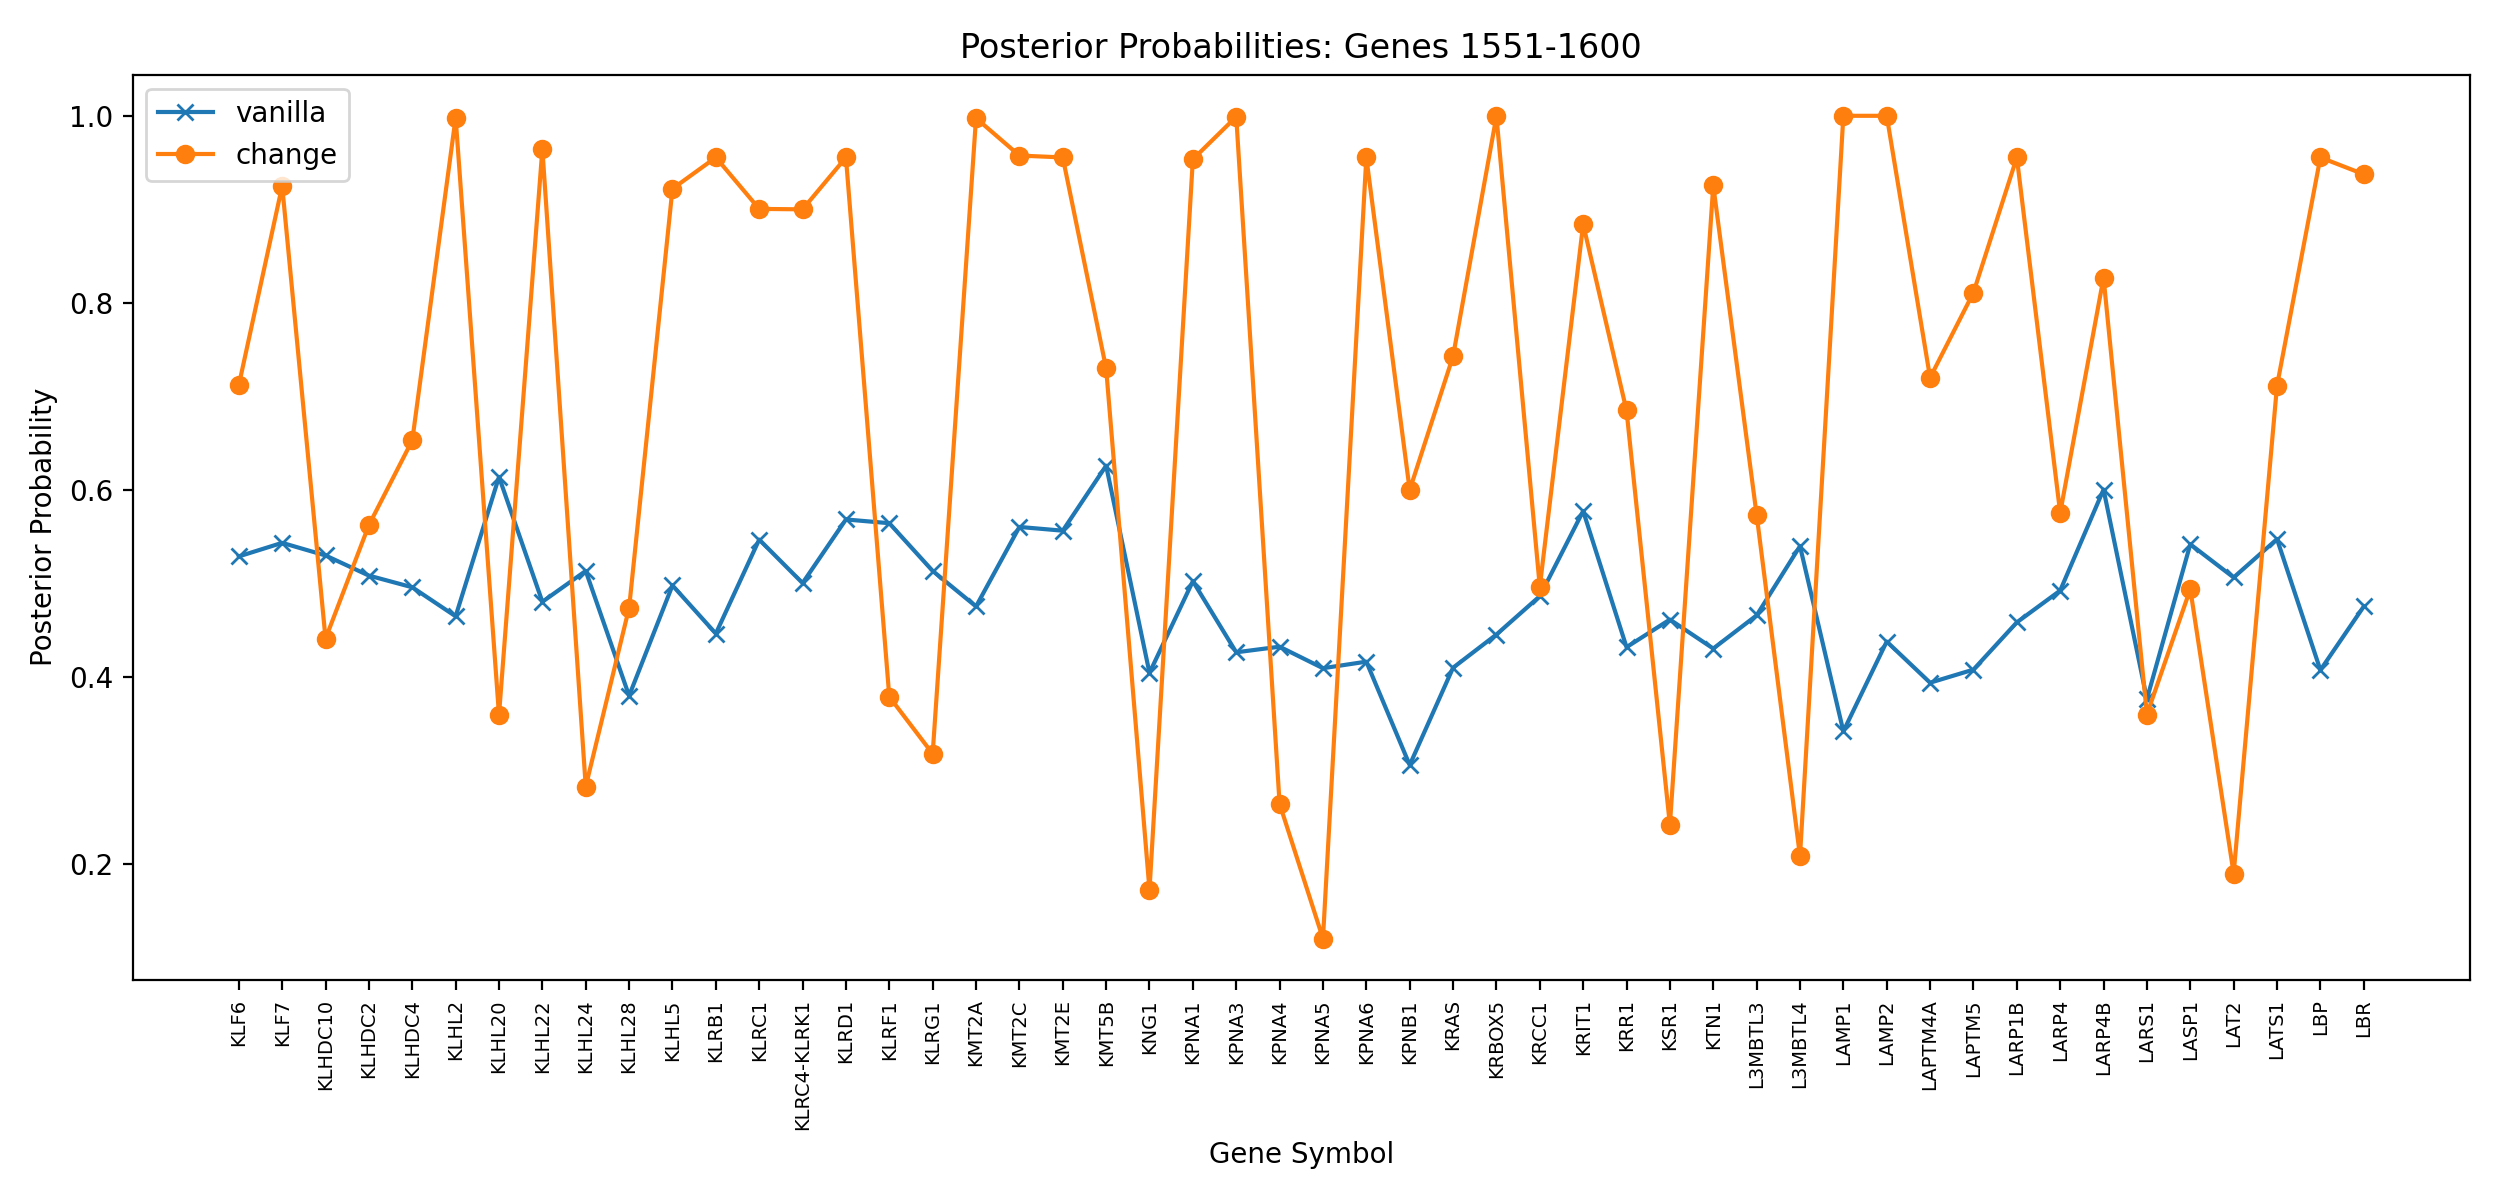 Posterior Probabilities: Genes 1551-1600
vanilla
change
1.0
0.8
0.6
0.4
0.2
Posterior Probability
KLF6
KLF7
KLHDC10
KLHDC2
KLHDC4
KLHL2
KLHL20
KLHL22
KLHL24
KLHL28
KLHL5
KLRB1
KLRC1
KLRC4-KLRK1
KLRD1
KLRF1
KLRG1
KMT2A
KMT2C
KMT2E
KMT5B
KNG1
KPNA1
KPNA3
KPNA4
KPNA5
KPNA6
KPNB1
KRAS
KRBOX5
KRCC1
KRIT1
KRR1
KSR1
KTN1
L3MBTL3
L3MBTL4
LAMP1
LAMP2
LAPTM4A
LAPTM5
LARP1B
LARP4
LARP4B
LARS1
LASP1
LAT2
LATS1
LBP
LBR
Gene Symbol